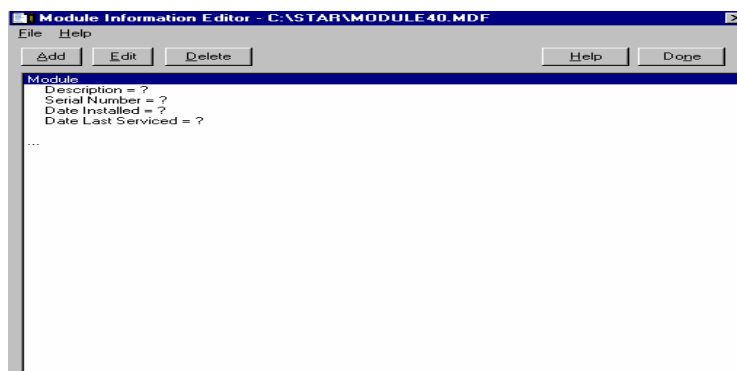 Module Information Editor - C:\STAR\MODULE40.MDF
File Help
Add Edit Delete Help Done
Module
Description = ?
Serial Number = ?
Date Installed = ?
Date Last Serviced = ?
...